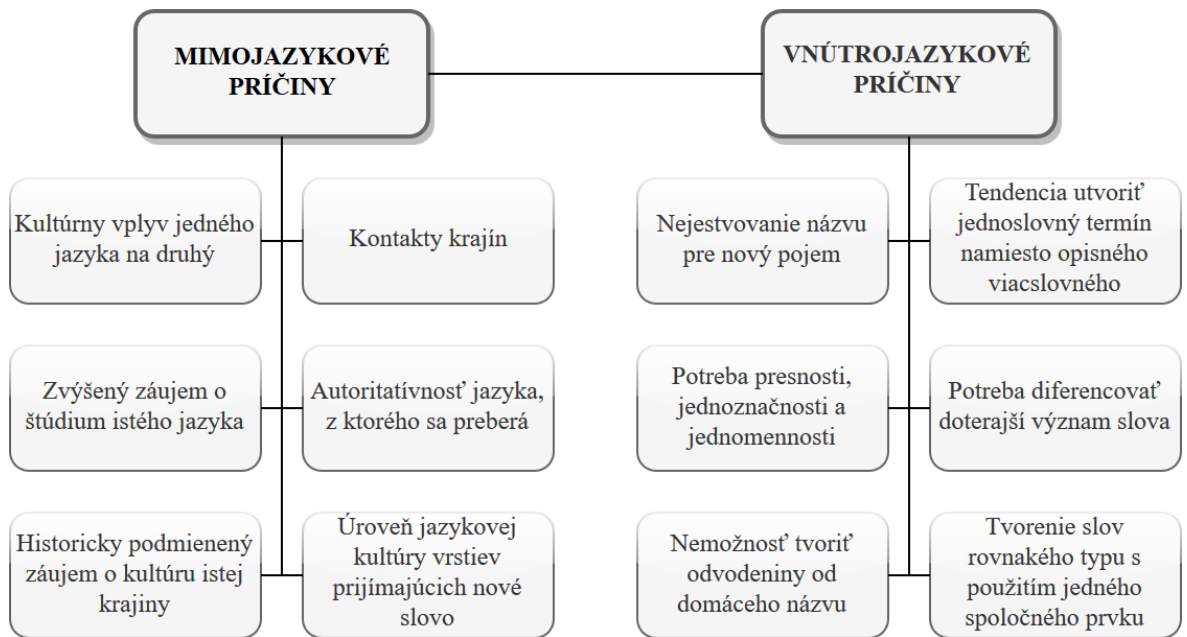 MIMOJAZYKOVÉ
PRÍČINY
VNÚTROJAZYKOVÉ
PRÍČINY
Kultúrny vplyv jedného
jazyka na druhý
Kontakty krajín
Nejestvovanie názvu
pre nový pojem
Tendencia utvoriť
jednoslovný termín
namiesto opisného
viacslovného
Zvýšený záujem o
štúdium istého jazyka
Autoritatívnosť jazyka,
z ktorého sa preberá
Potreba presnosti,
jednoznačnosti a
jednomennosti
Potreba diferencovať
doterajší význam slova
Historicky podmienený
záujem o kultúru istej
krajiny
Úroveň jazykovej
kultúry vrstiev
prijímajúcich nové
slovo
Nemožnosť tvoriť
odvodeniny od
domáceho názvu
Tvorenie slov
rovnakého typu s
použitím jedného
spoločného prvku